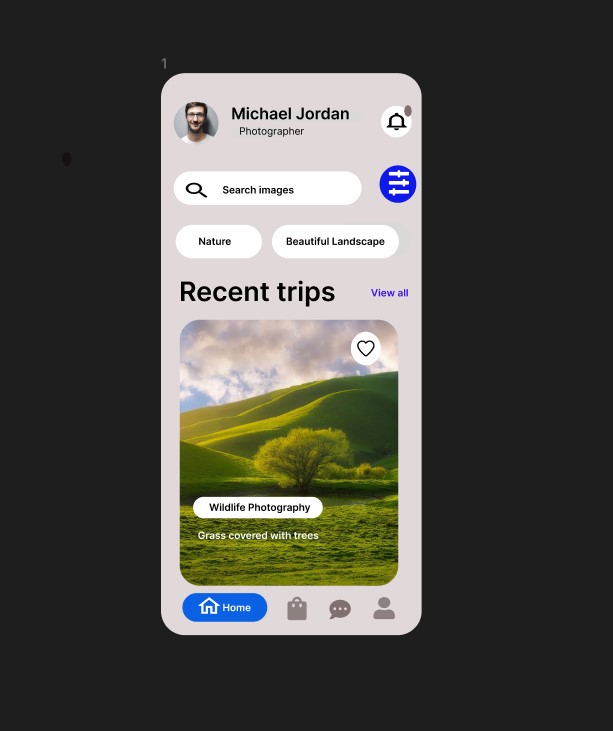 1
Michael Jordan
Photographer
Search images
Nature
Beautiful Landscape
Recent trips
View all
Wildlife Photography
Grass covered with trees
Home